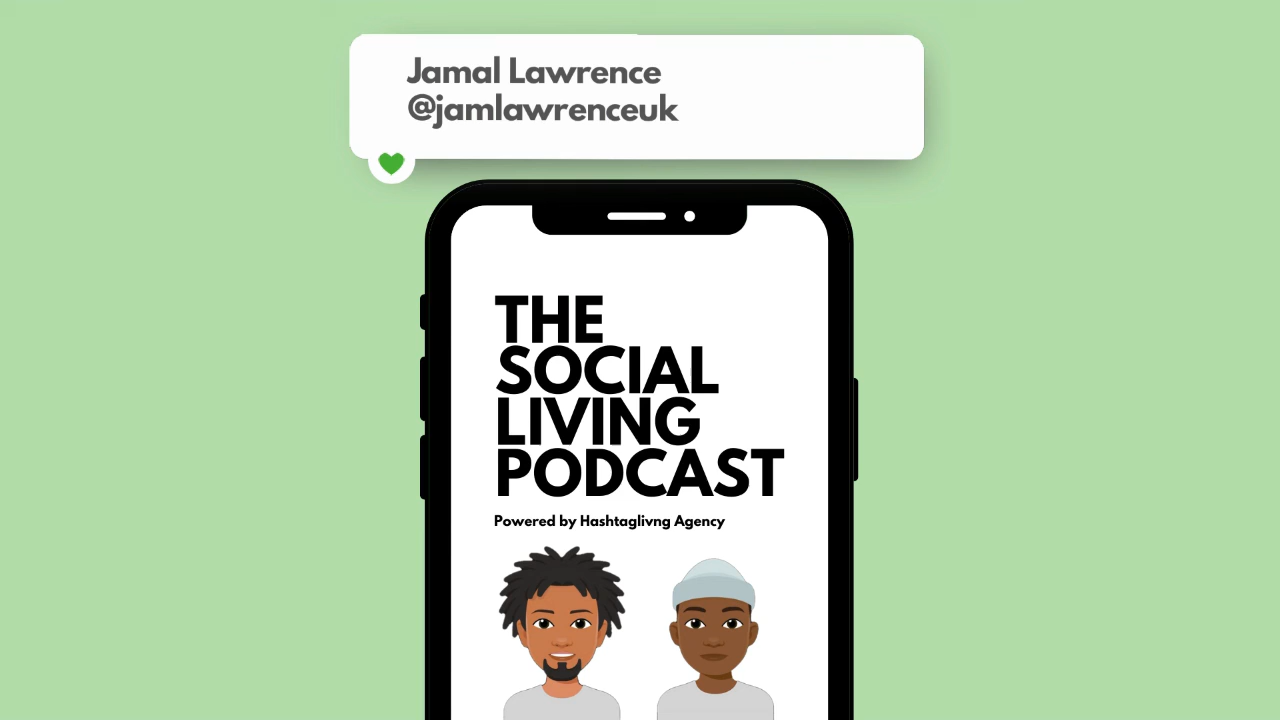 Jamal Lawrence
@jamlawrenceuk
THE
SOCIAL
LIVING
PODCAST
Powered by Hashtaglivng Agency